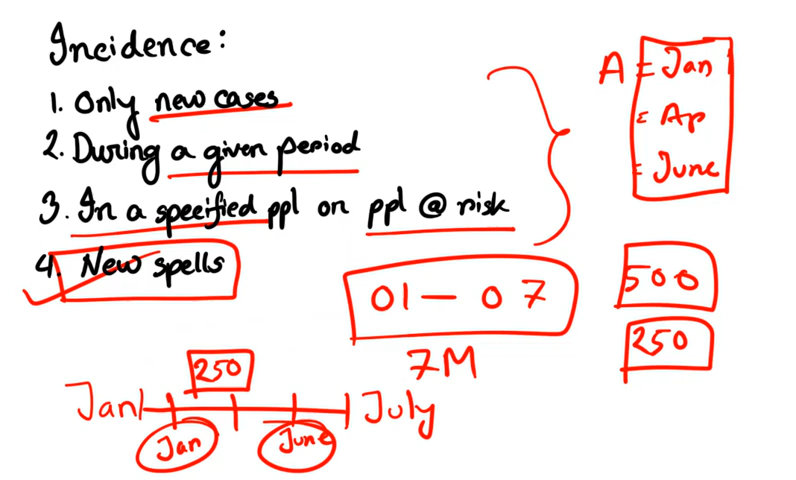 Incidence:
1. Only new cases
2. During a given period
3. In a specified ppl or ppl @ risk
4. New spells
A = Jan
= Ap
= June
01 - 07
7M
500
250
250
Jan July
Jan June